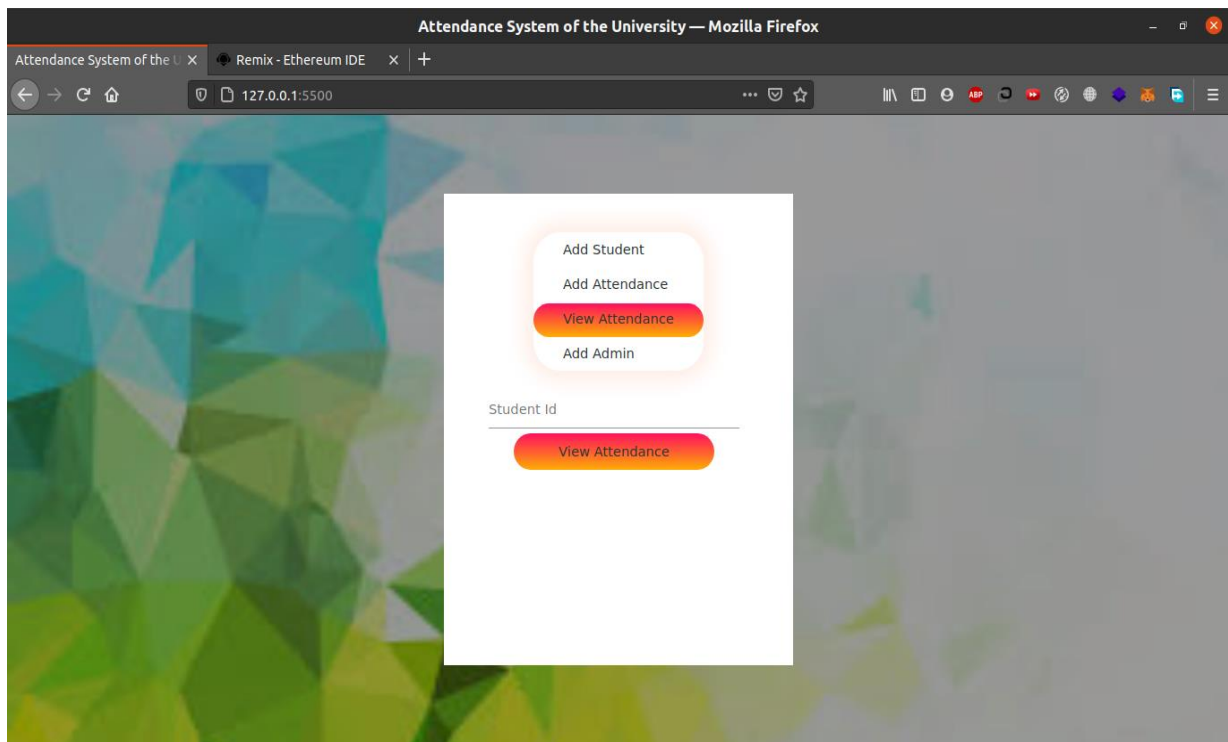 Attendance System of the University — Mozilla Firefox
Attendance System of the U
Remix - Ethereum IDE
127.0.0.1:5500
ABP
Add Student
Add Attendance
View Attendance
Add Admin
Student Id
View Attendance